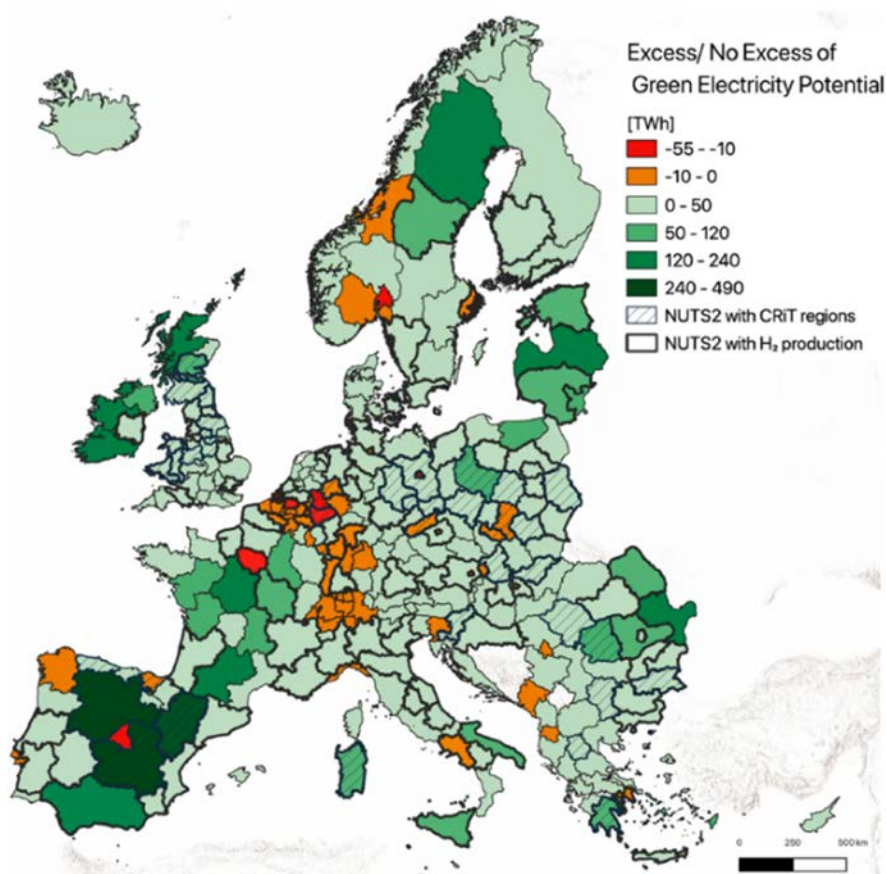 Excess/ No Excess of
Green Electricity Potential
[TWh]
-55 - -10
-10 - 0
0 - 50
50 - 120
120 - 240
240 - 490
NUTS2 with CRiT regions
NUTS2 with H₂ production
0 250 500 km